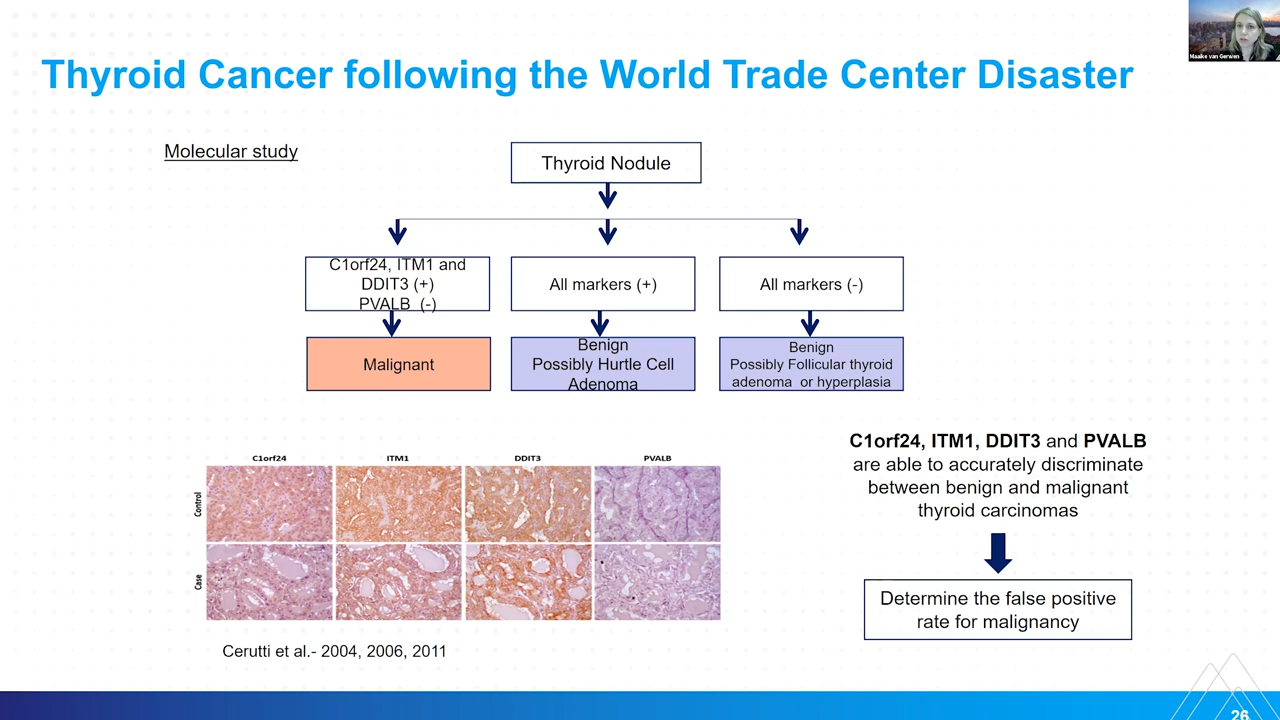 Maaike van Gerwen
Thyroid Cancer following the World Trade Center Disaster
Molecular study
Thyroid Nodule
C1orf24, ITM1 and
DDIT3 (+)
PVALB (-)
All markers (+)
All markers (-)
Malignant
Benign
Possibly Hurtle Cell
Adenoma
Benign
Possibly Follicular thyroid
adenoma or hyperplasia
C1orf24, ITM1, DDIT3 and PVALB
are able to accurately discriminate
between benign and malignant
thyroid carcinomas
Determine the false positive
rate for malignancy
C1orf24
ITM1
DDIT3
PVALB
Control
Case
Cerutti et al.- 2004, 2006, 2011
26